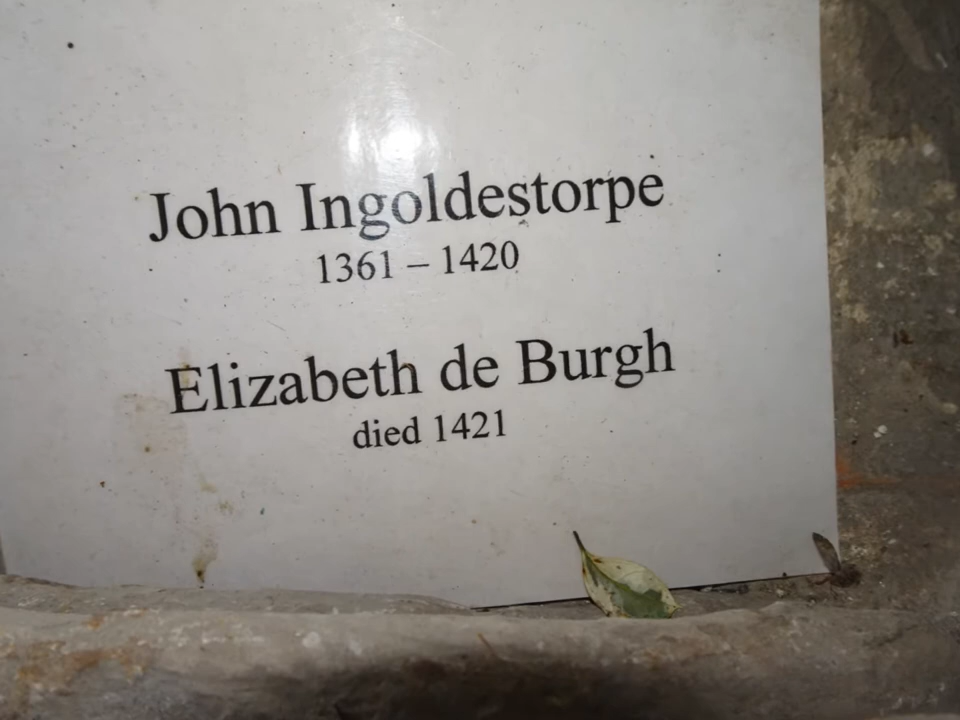 John Ingoldestorpe
1361 – 1420
Elizabeth de Burgh
died 1421